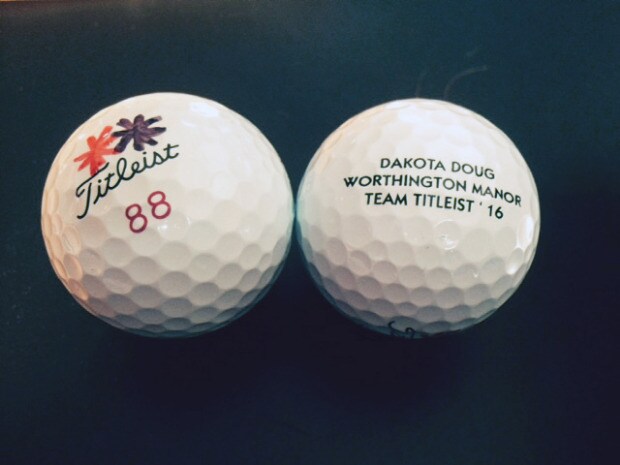 Titleist
88
DAKOTA DOUG
WORTHINGTON MANOR
TEAM TITLEIST '16